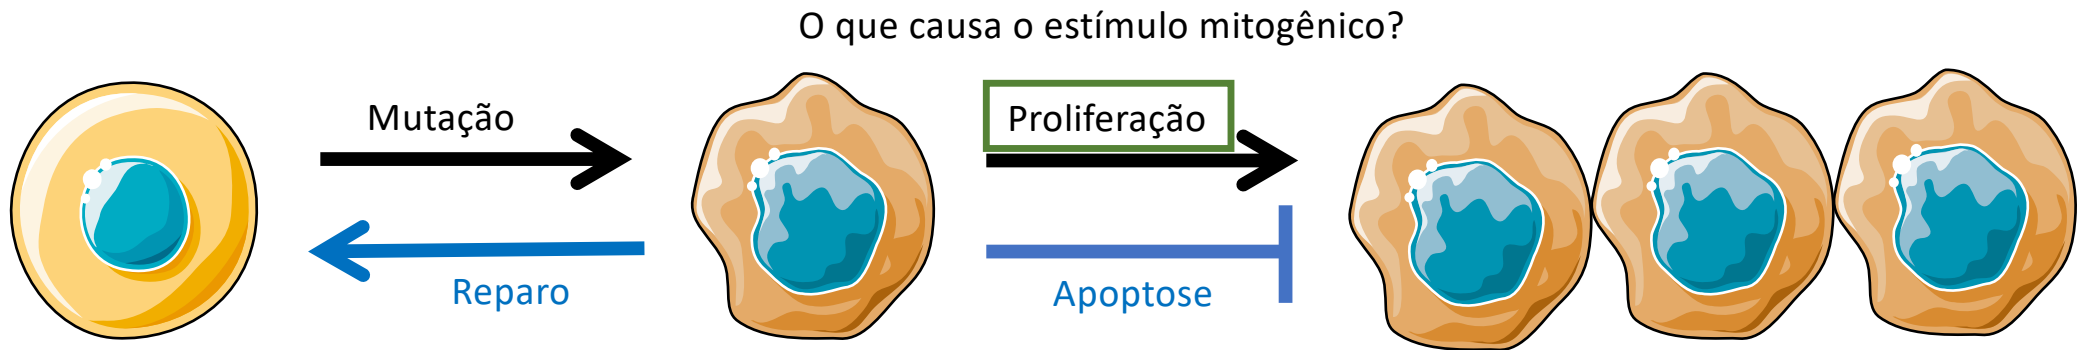 O que causa o estímulo mitogênico?
Mutação
Proliferação
Reparo
Apoptose